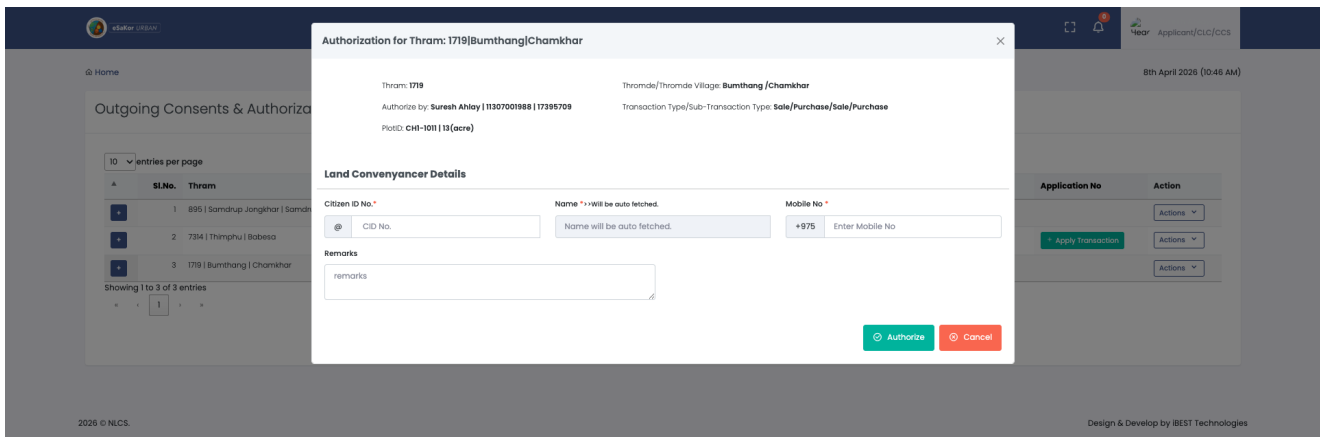 eSaKor URBAN
6
Applicant/CLC/CCS
Authorization for Thram: 1719|Bumthang|Chamkhar
Home
8th April 2026 (10:46 AM)
Thram: 1719
Thromde/Thromde Village: Bumthang /Chamkhar
Authorize by: Suresh Ahlay | 11307001988 | 17395709
Transaction Type/Sub-Transaction Type: Sale/Purchase/Sale/Purchase
PlotID: CH1-1011 | 13(acre)
Outgoing Consents & Authoriza
10 entries per page
Sl.No. Thram Application No Action
1 895 | Samdrup Jongkhar | Samdr Actions
2 7314 | Thimphu | Babesa + Apply Transaction Actions
3 1719 | Bumthang | Chamkhar Actions
Showing 1 to 3 of 3 entries
« ‹ 1 › »
Land Convenyancer Details
Citizen ID No.* Name *>>Will be auto fetched. Mobile No *
@ CID No. Name will be auto fetched. +975 Enter Mobile No
Remarks
remarks
Authorize Cancel
2026 © NLCS.
Design & Develop by iBEST Technologies